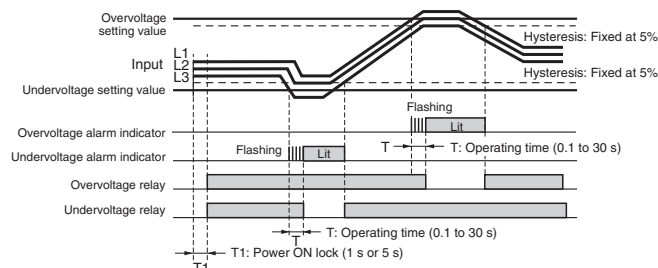 Overvoltage
setting value
Hysteresis: Fixed at 5%
L1
Input L2
L3
Hysteresis: Fixed at 5%
Undervoltage setting value
Flashing
Overvoltage alarm indicator
Lit
T
T: Operating time (0.1 to 30 s)
Undervoltage alarm indicator
Flashing
Lit
Overvoltage relay
Undervoltage relay
T: Operating time (0.1 to 30 s)
T
T1: Power ON lock (1 s or 5 s)
T1